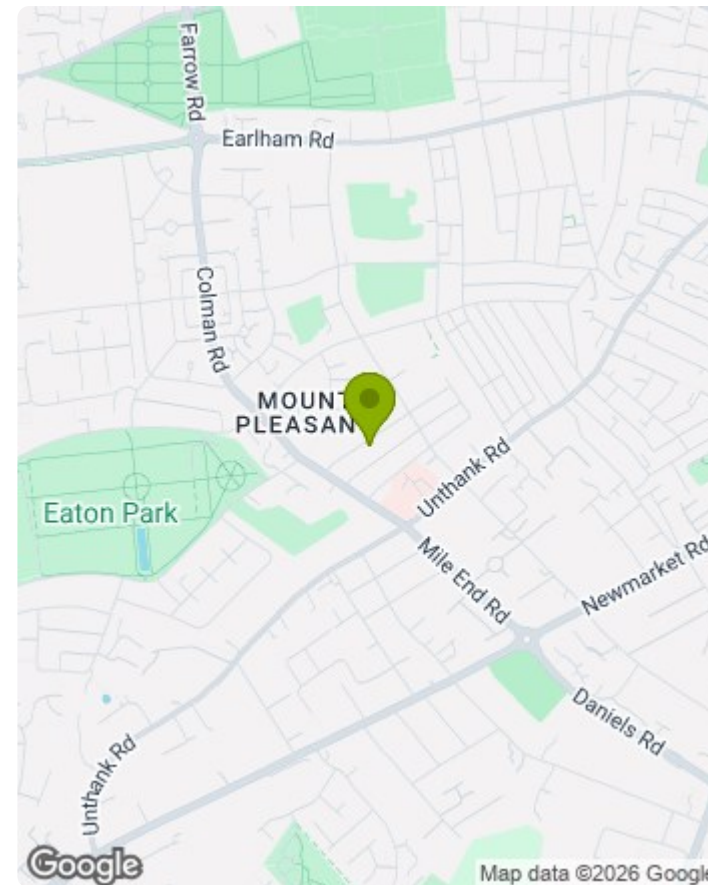 Farrow Rd
Earlham Rd
Colman Rd
MOUNT
PLEASAN
Eaton Park
Unthank Rd
Mile End Rd
Newmarket Rd
Daniels Rd
Unthank Rd
Google
Map data ©2026 Google